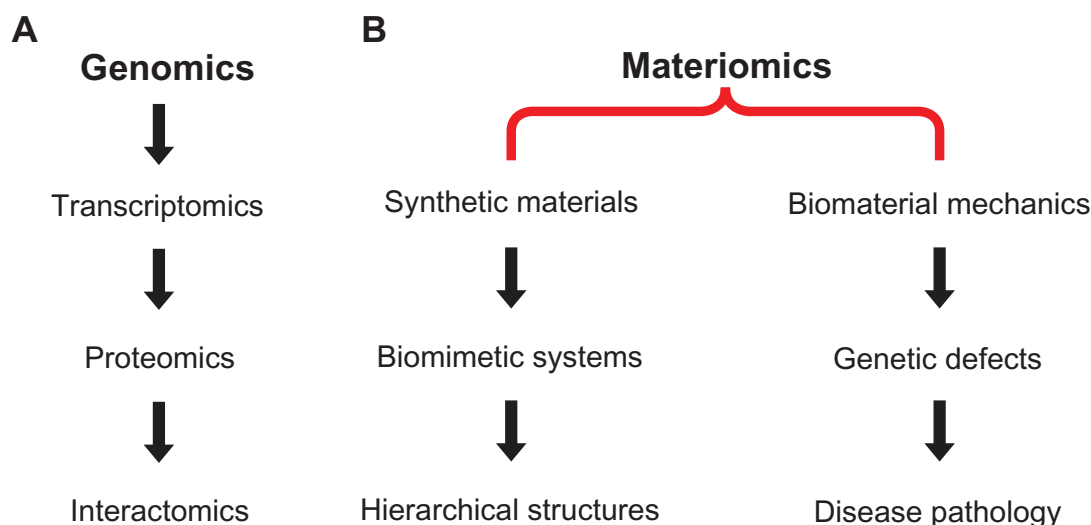 A
Genomics
Transcriptomics
Proteomics
Interactomics
B
Materiomics
Synthetic materials
Biomimetic systems
Hierarchical structures
Biomaterial mechanics
Genetic defects
Disease pathology